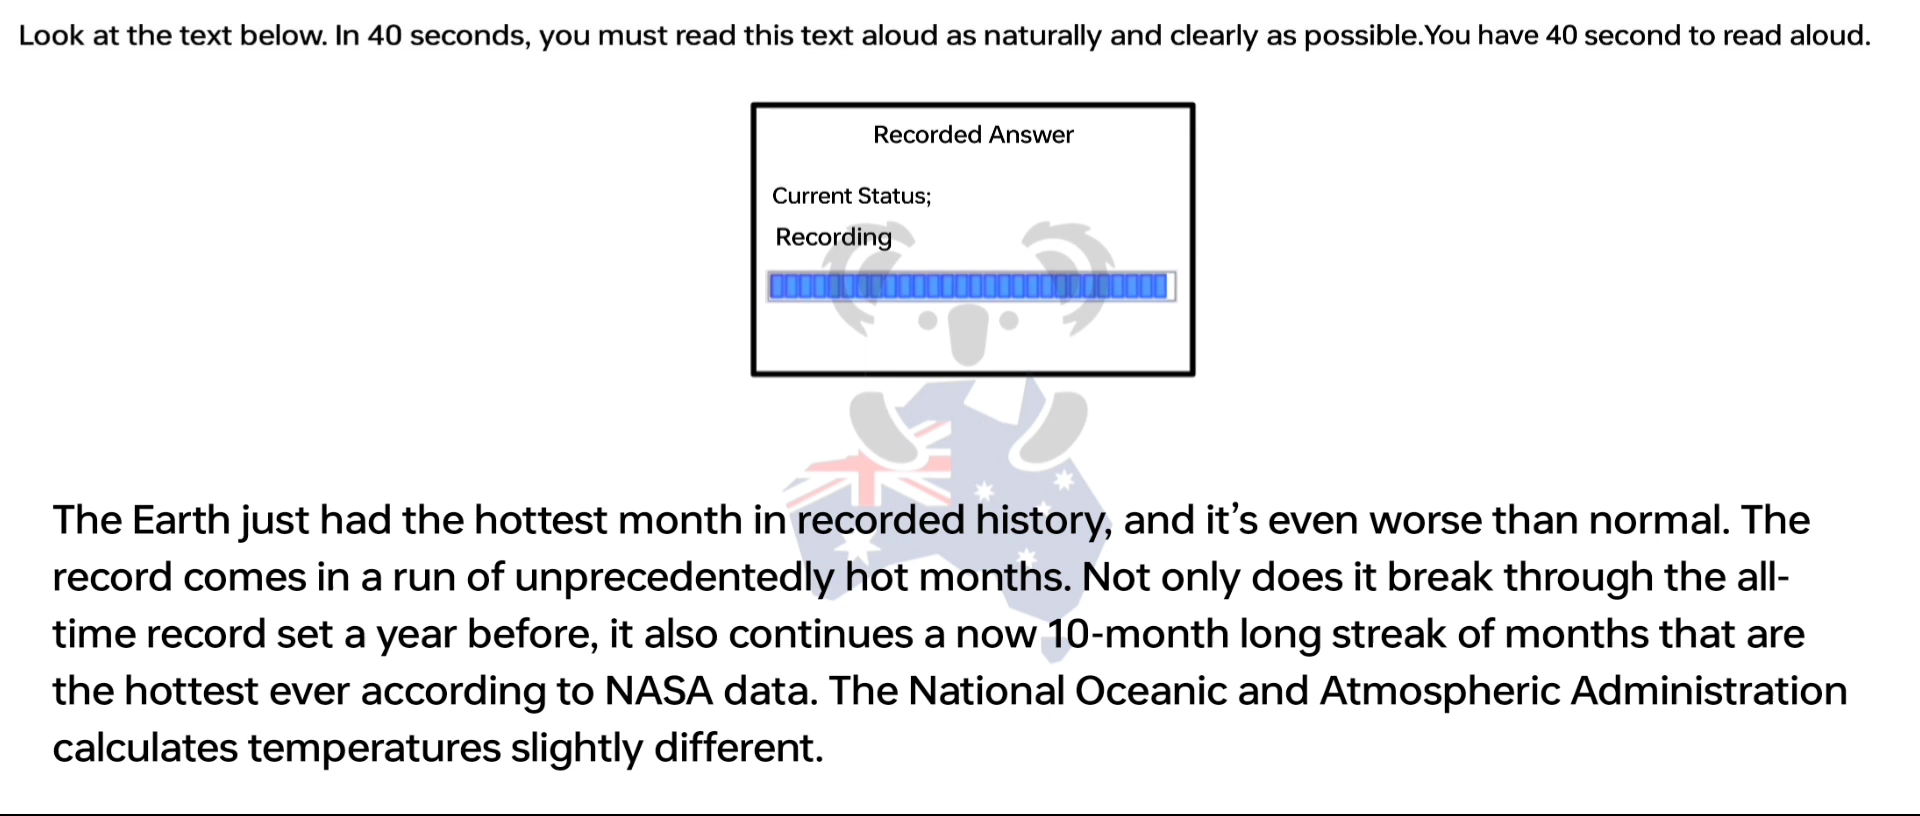 Look at the text below. In 40 seconds, you must read this text aloud as naturally and clearly as possible.You have 40 second to read aloud.
Recorded Answer
Current Status;
Recording
The Earth just had the hottest month in recorded history, and it’s even worse than normal. The
record comes in a run of unprecedentedly hot months. Not only does it break through the all-
time record set a year before, it also continues a now 10-month long streak of months that are
the hottest ever according to NASA data. The National Oceanic and Atmospheric Administration
calculates temperatures slightly different.